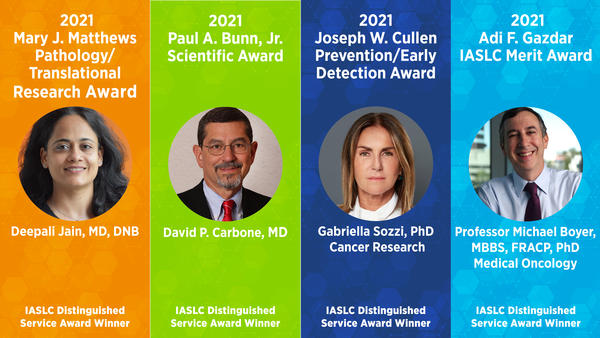 2021
Mary J. Matthews
Pathology/
Translational
Research Award
Deepali Jain, MD, DNB
IASLC Distinguished
Service Award Winner
2021
Paul A. Bunn, Jr.
Scientific Award
David P. Carbone, MD
IASLC Distinguished
Service Award Winner
2021
Joseph W. Cullen
Prevention/Early
Detection Award
Gabriella Sozzi, PhD
Cancer Research
IASLC Distinguished
Service Award Winner
2021
Adi F. Gazdar
IASLC Merit Award
Professor Michael Boyer,
MBBS, FRACP, PhD
Medical Oncology
IASLC Distinguished
Service Award Winner